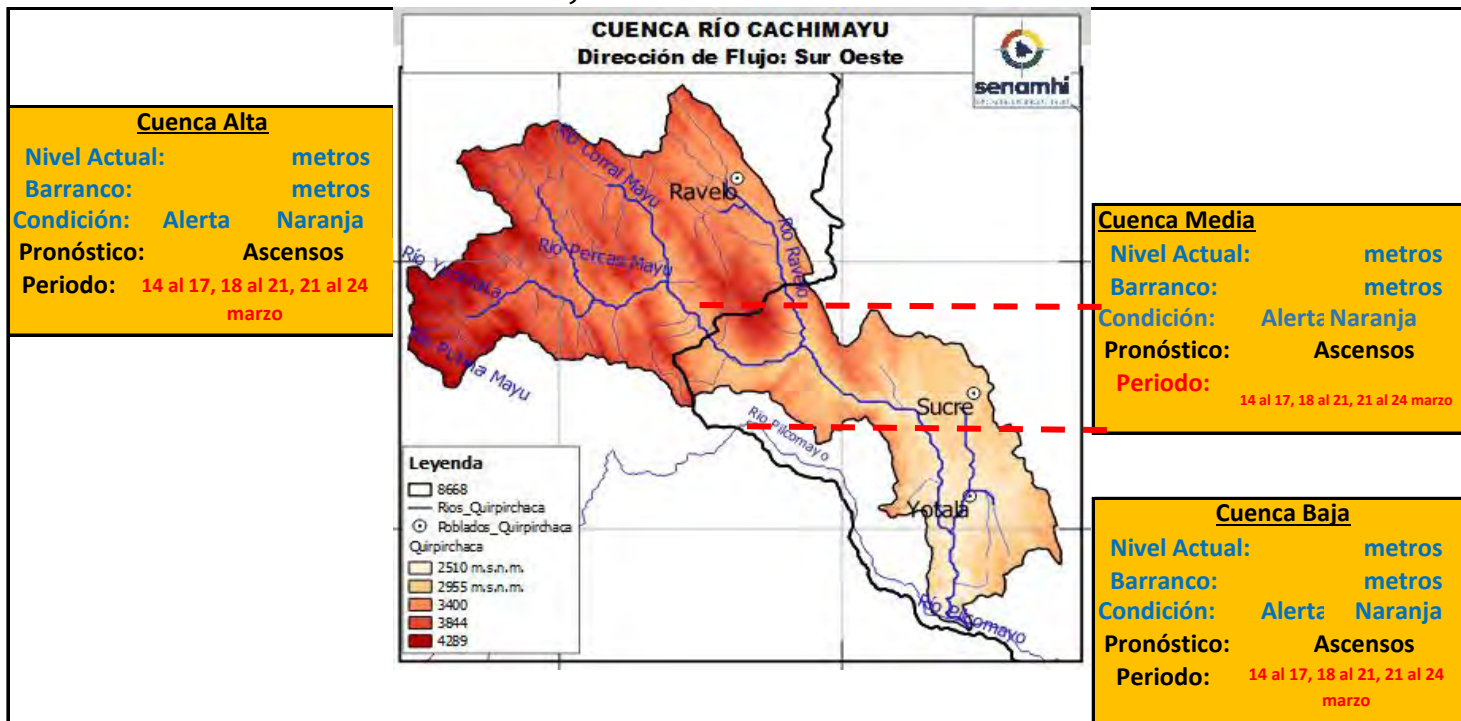 CUENCA RÍO CACHIMAYU
Dirección de Flujo: Sur Oeste
senamhi
Cuenca Alta
Nivel Actual: metros
Barranco: metros
Condición: Alerta Naranja
Pronóstico: Ascensos
Periodo: 14 al 17, 18 al 21, 21 al 24
marzo
Río Corral Mayu
Ravelo
Río Ravelo
Río Percas Mayu
Mayu
Sucre
Río Pilcomayo
Yotala
Río Pilcomayo
Leyenda
8668
Rios_Quirpirchaca
Poblados_Quirpirchaca
Quirpirchaca
2510 m.s.n.m.
2955 m.s.n.m.
3400
3844
4289
Cuenca Media
Nivel Actual: metros
Barranco: metros
Condición: Alerta Naranja
Pronóstico: Ascensos
Periodo:
14 al 17, 18 al 21, 21 al 24 marzo
Cuenca Baja
Nivel Actual: metros
Barranco: metros
Condición: Alerta Naranja
Pronóstico: Ascensos
Periodo: 14 al 17, 18 al 21, 21 al 24
marzo